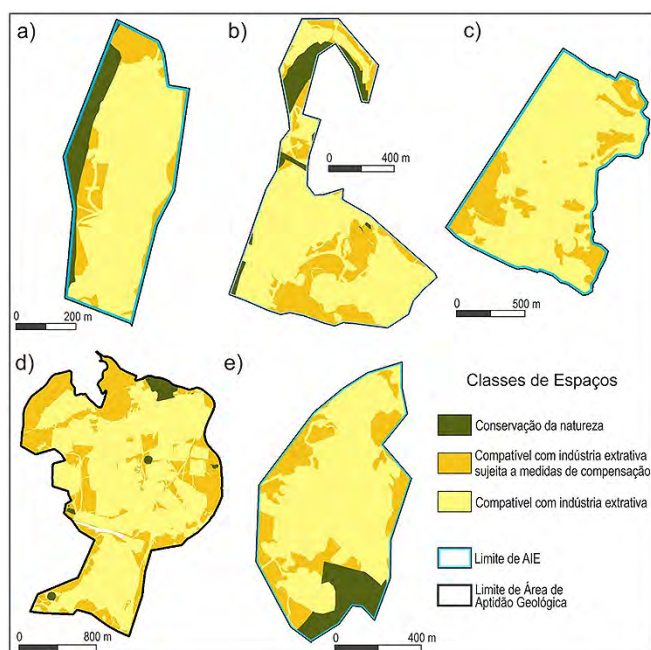 a)
b)
c)
0 400 m
0 200 m
0 500 m
d)
e)
Classes de Espaços
Conservação da natureza
Compatível com indústria extrativa
sujeita a medidas de compensação
Compatível com indústria extrativa
Limite de AIE
Limite de Área de
Aptidão Geológica
0 800 m
0 400 m